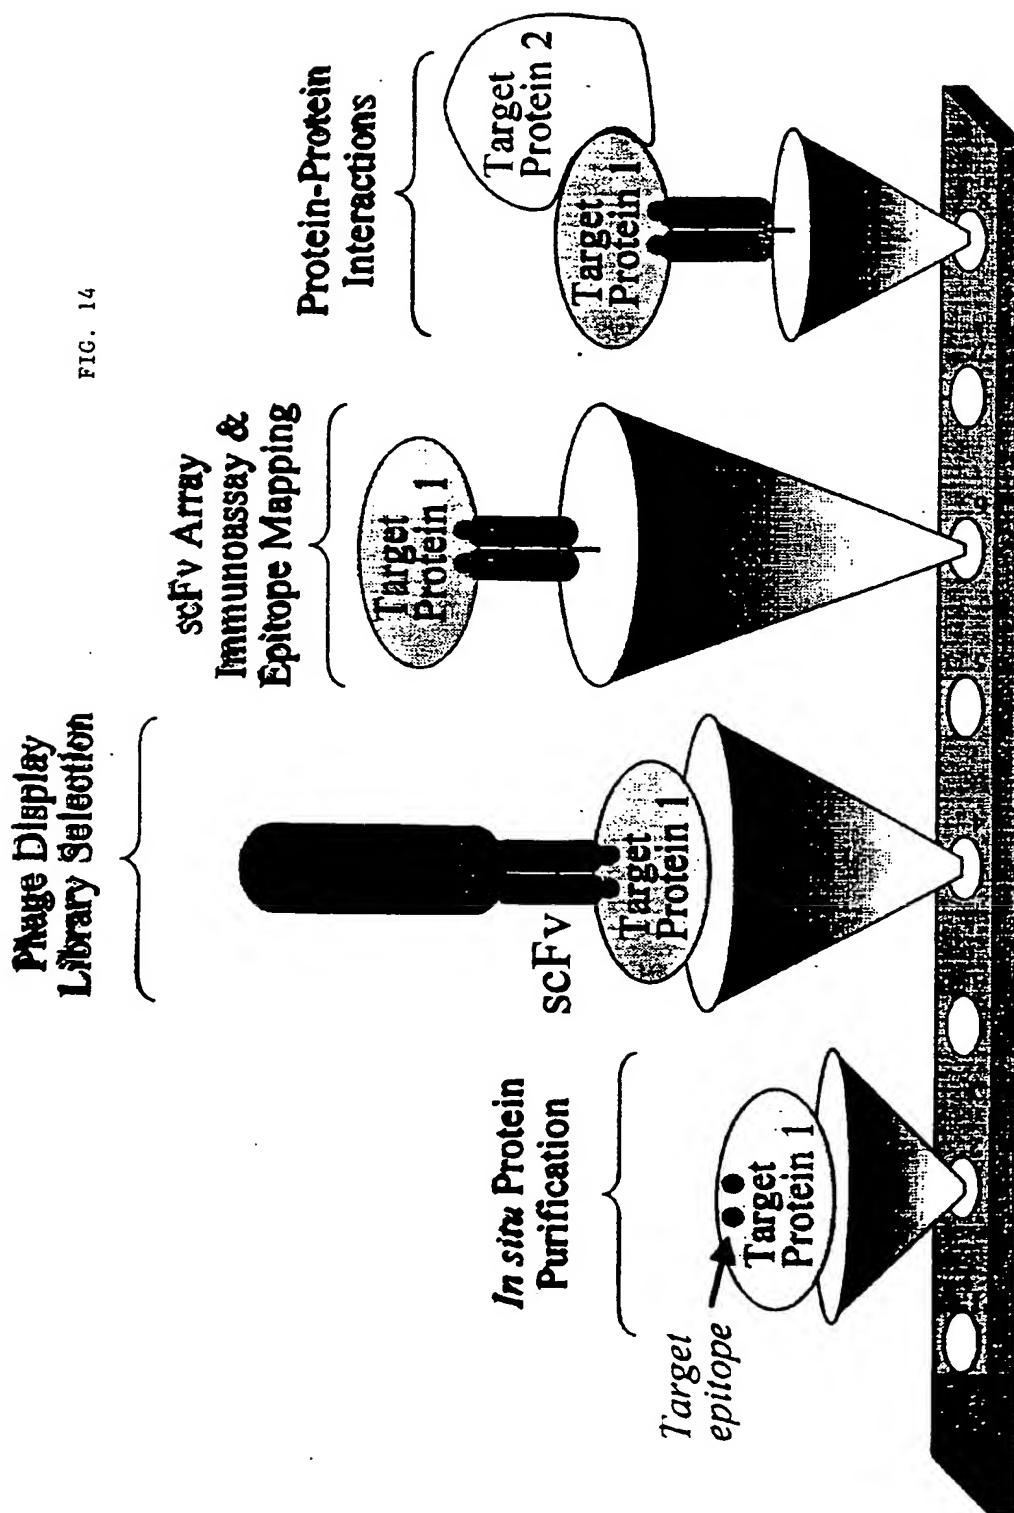 FIG. 14
Phage Display
Library Selection
scFv Array
Immunoassay &
Epitope Mapping
Protein-Protein
Interactions
In situ Protein
Purification
Target
epitope
Target
Protein 1
scFv
Target
Protein 1
Target
Protein 1
Target
Protein 1
Target
Protein 2